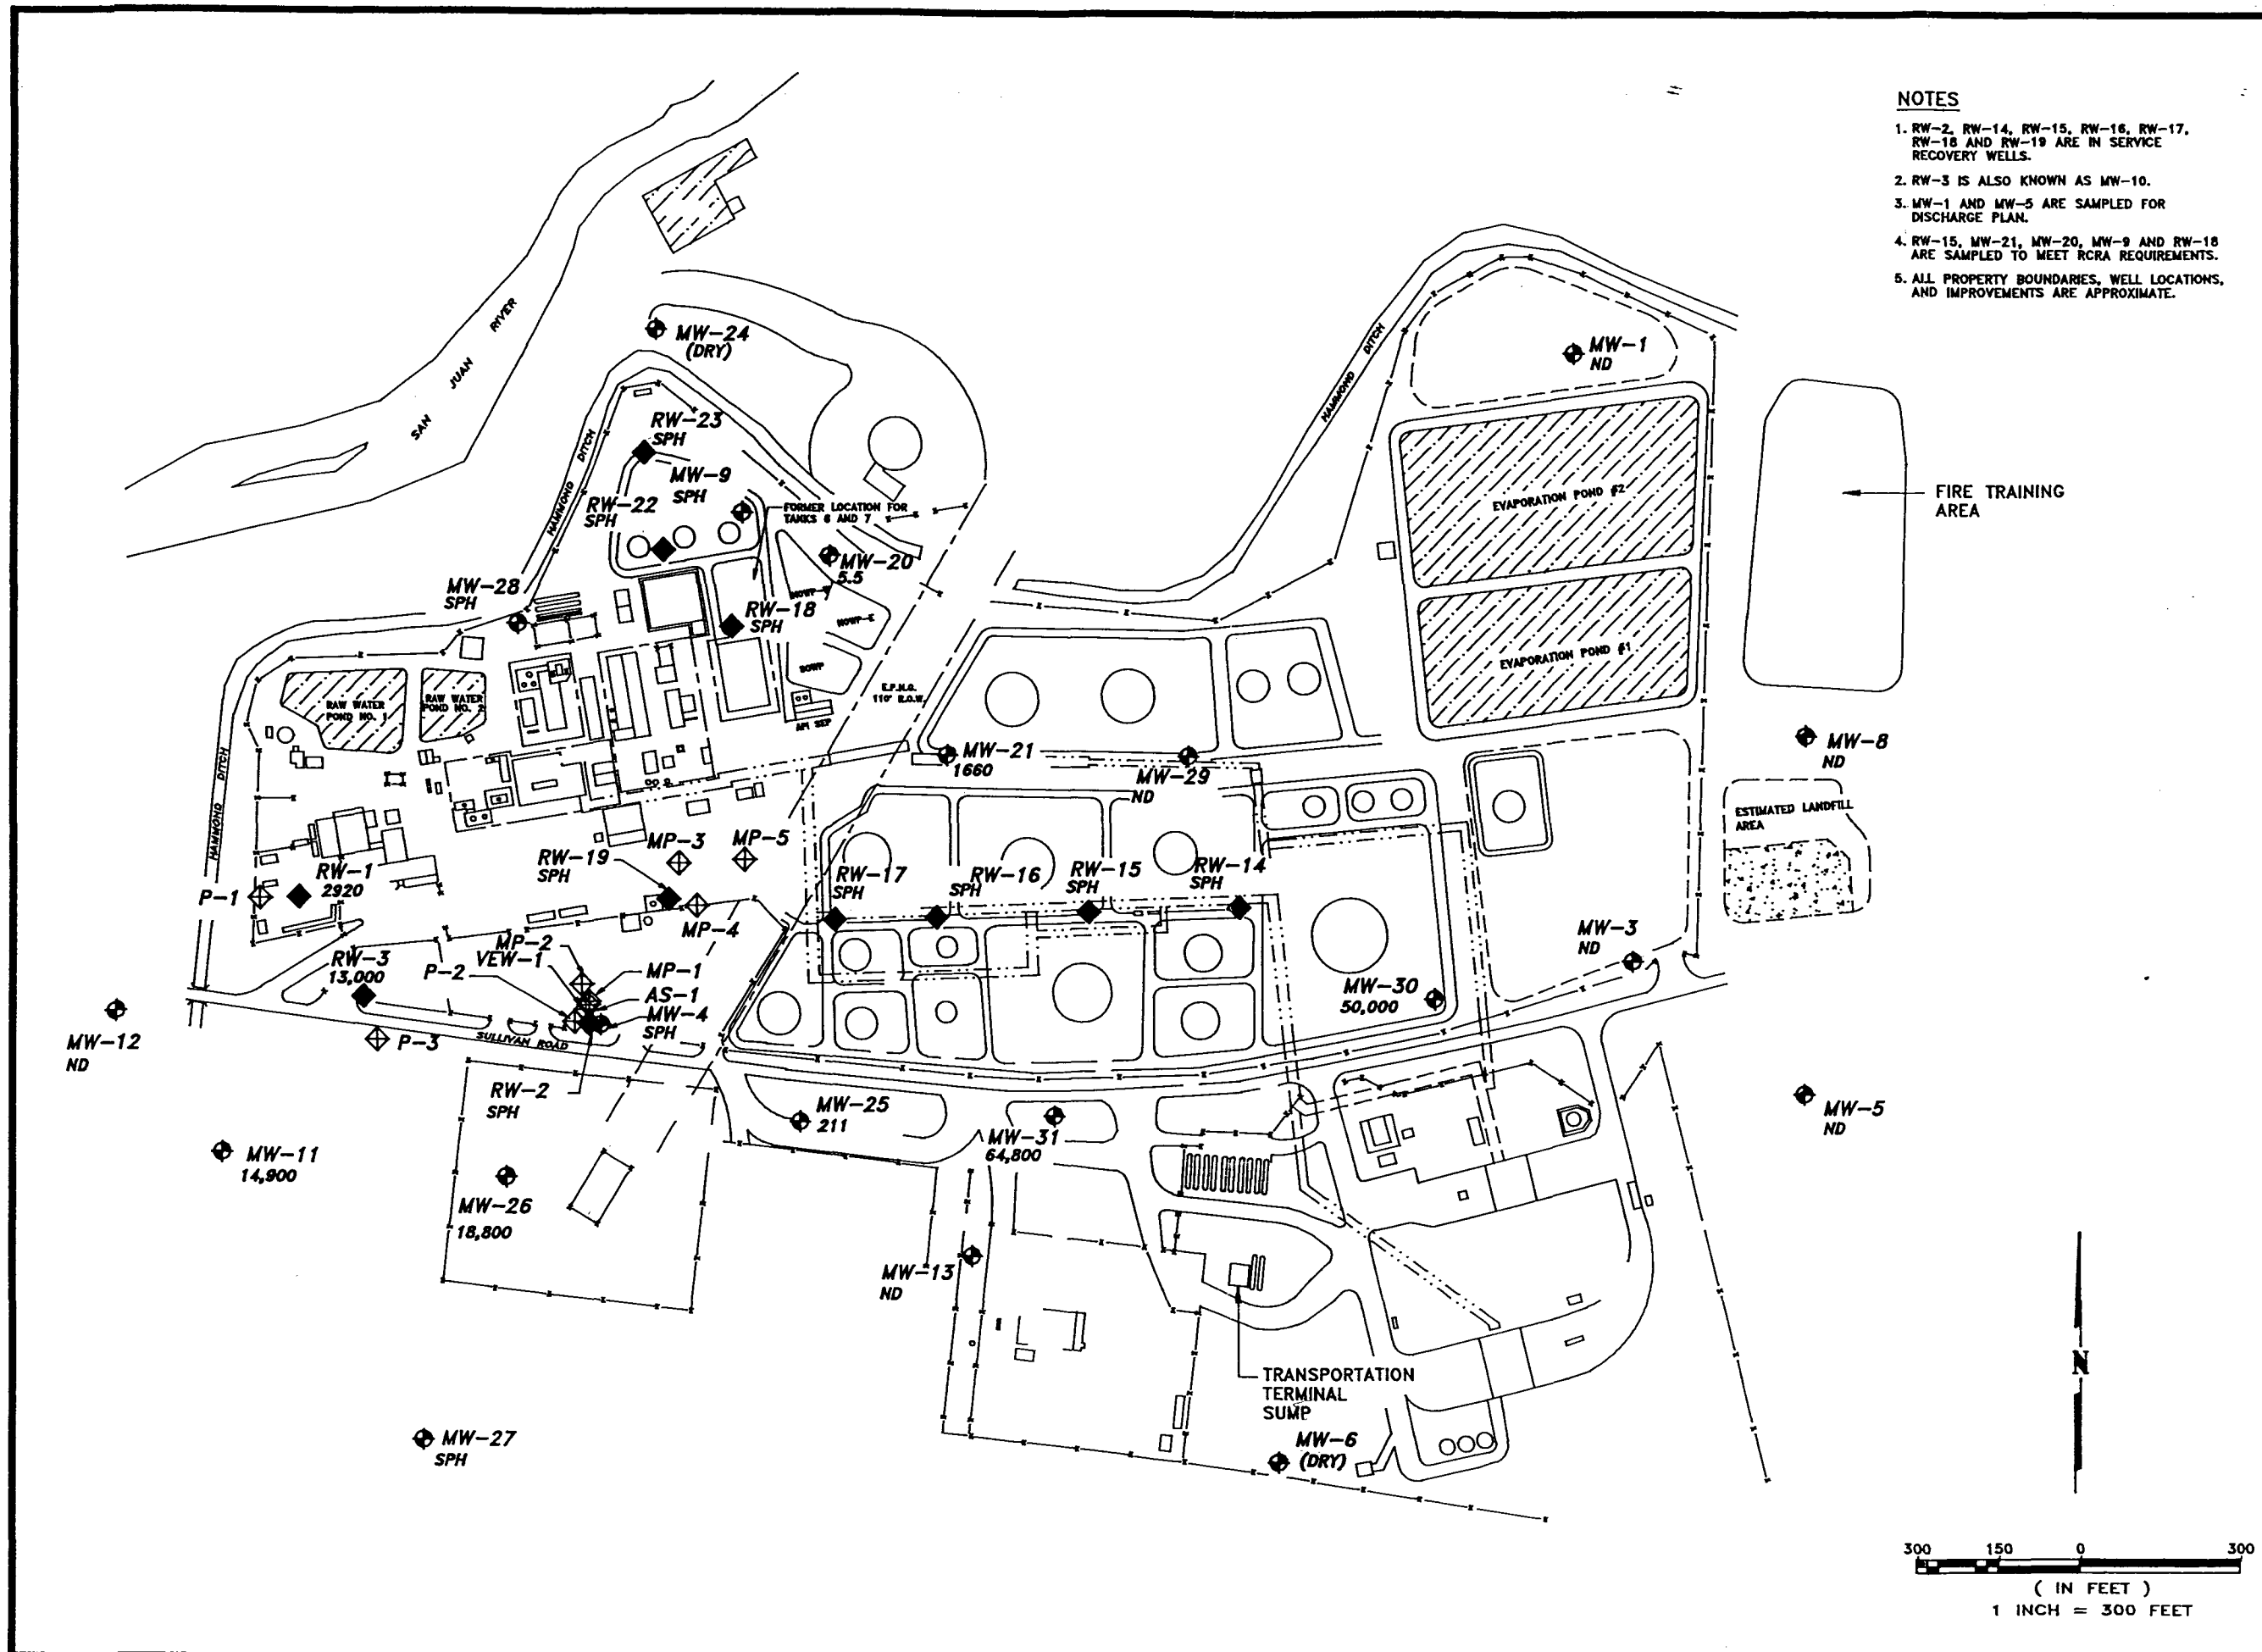 NOTES
1. RW-2, RW-14, RW-15, RW-16, RW-17,
RW-18 AND RW-19 ARE IN SERVICE
RECOVERY WELLS.
2. RW-3 IS ALSO KNOWN AS MW-10.
3. MW-1 AND MW-5 ARE SAMPLED FOR
DISCHARGE PLAN.
4. RW-15, MW-21, MW-20, MW-9 AND RW-18
ARE SAMPLED TO MEET RCRA REQUIREMENTS.
5. ALL PROPERTY BOUNDARIES, WELL LOCATIONS,
AND IMPROVEMENTS ARE APPROXIMATE.
SAN JUAN RIVER
MW-24
(DRY)
HAMMOND DITCH
MW-1
ND
RW-23
SPH
HAMMOND DITCH
MW-9
SPH
RW-22
SPH
FORMER LOCATION FOR
TANKS 6 AND 7
EVAPORATION POND #2
FIRE TRAINING
AREA
MW-20
5.5
MW-28
SPH
NOWP
RW-18
SPH
NOWP-E
EVAPORATION POND #1
SOWP
E.P.N.G.
110' R.O.W.
RAW WATER
POND NO. 1
RAW WATER
POND NO. 2
API SEP
HAMMOND DITCH
MW-21
1660
MW-29
ND
MW-8
ND
ESTIMATED LANDFILL
AREA
MP-3
MP-5
RW-19
SPH
RW-1
2920
P-1
RW-17
SPH
RW-16
SPH
RW-15
SPH
RW-14
SPH
MP-4
MW-3
ND
MP-2
VEW-1
RW-3
13,000
P-2
MP-1
AS-1
MW-4
SPH
MW-30
50,000
MW-12
ND
P-3
SULLIVAN ROAD
RW-2
SPH
MW-25
211
MW-5
ND
MW-31
64,800
MW-11
14,900
MW-26
18,800
MW-13
ND
TRANSPORTATION
TERMINAL
SUMP
MW-27
SPH
MW-6
(DRY)
N
300 150 0 300
( IN FEET )
1 INCH = 300 FEET